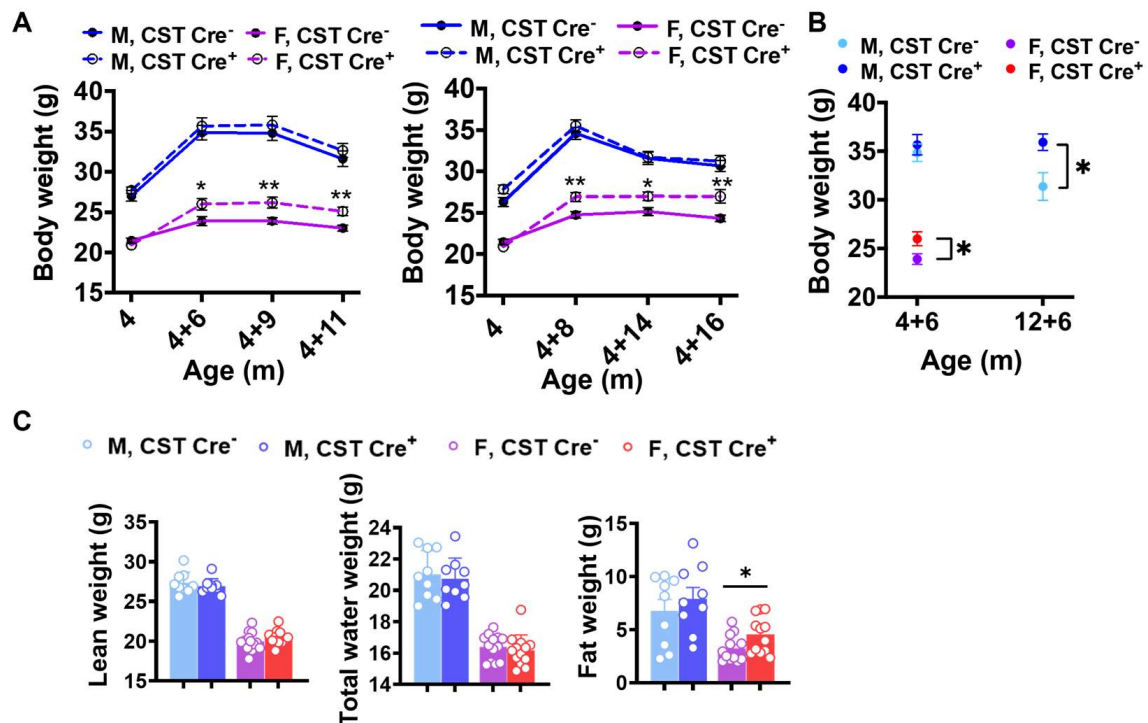 A
M, CST Cre⁻ F, CST Cre⁻
M, CST Cre⁺ F, CST Cre⁺
Body weight (g)
40
35
30
25
20
15
* ** **
4 4+6 4+9 4+11
Age (m)
M, CST Cre⁻ F, CST Cre⁻
M, CST Cre⁺ F, CST Cre⁺
Body weight (g)
40
35
30
25
20
15
** * **
4 4+8 4+14 4+16
Age (m)
B
M, CST Cre⁻ F, CST Cre⁻
M, CST Cre⁺ F, CST Cre⁺
Body weight (g)
40
35
30
25
20
*
*
4+6 12+6
Age (m)
C
M, CST Cre⁻ M, CST Cre⁺ F, CST Cre⁻ F, CST Cre⁺
Lean weight (g)
35
30
25
20
15
Total water weight (g)
24
22
20
18
16
14
Fat weight (g)
15
10
5
0
*